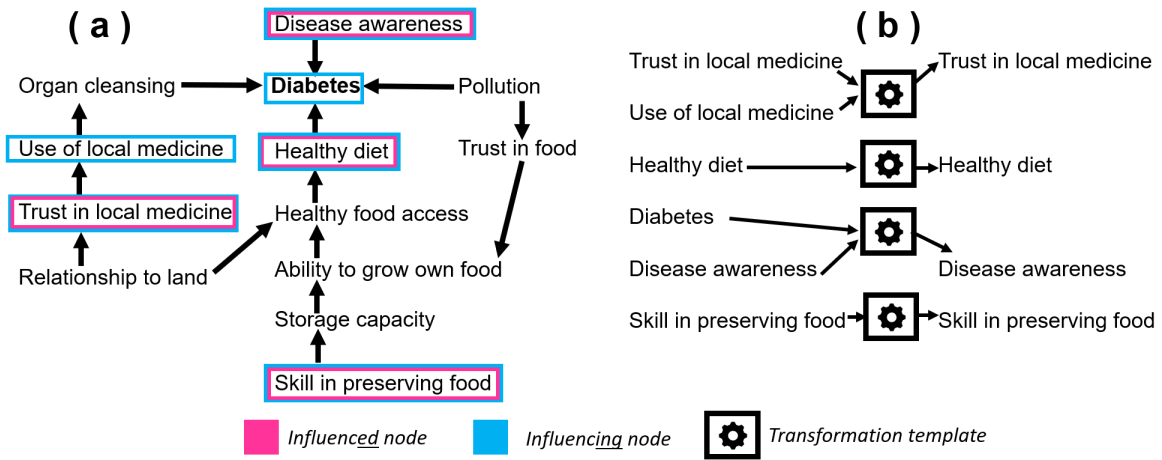 ( a )
Disease awareness
Organ cleansing
Diabetes
Pollution
Use of local medicine
Healthy diet
Trust in food
Trust in local medicine
Healthy food access
Relationship to land
Ability to grow own food
Storage capacity
Skill in preserving food
( b )
Trust in local medicine
Trust in local medicine
Use of local medicine
Healthy diet
Healthy diet
Diabetes
Disease awareness
Disease awareness
Skill in preserving food
Skill in preserving food
Influenced node
Influencing node
Transformation template